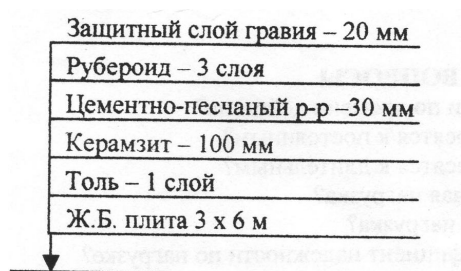 Защитный слой гравия – 20 мм
Рубероид – 3 слоя
Цементно-песчаный р-р –30 мм
Керамзит – 100 мм
Толь – 1 слой
Ж.Б. плита 3 х 6 м